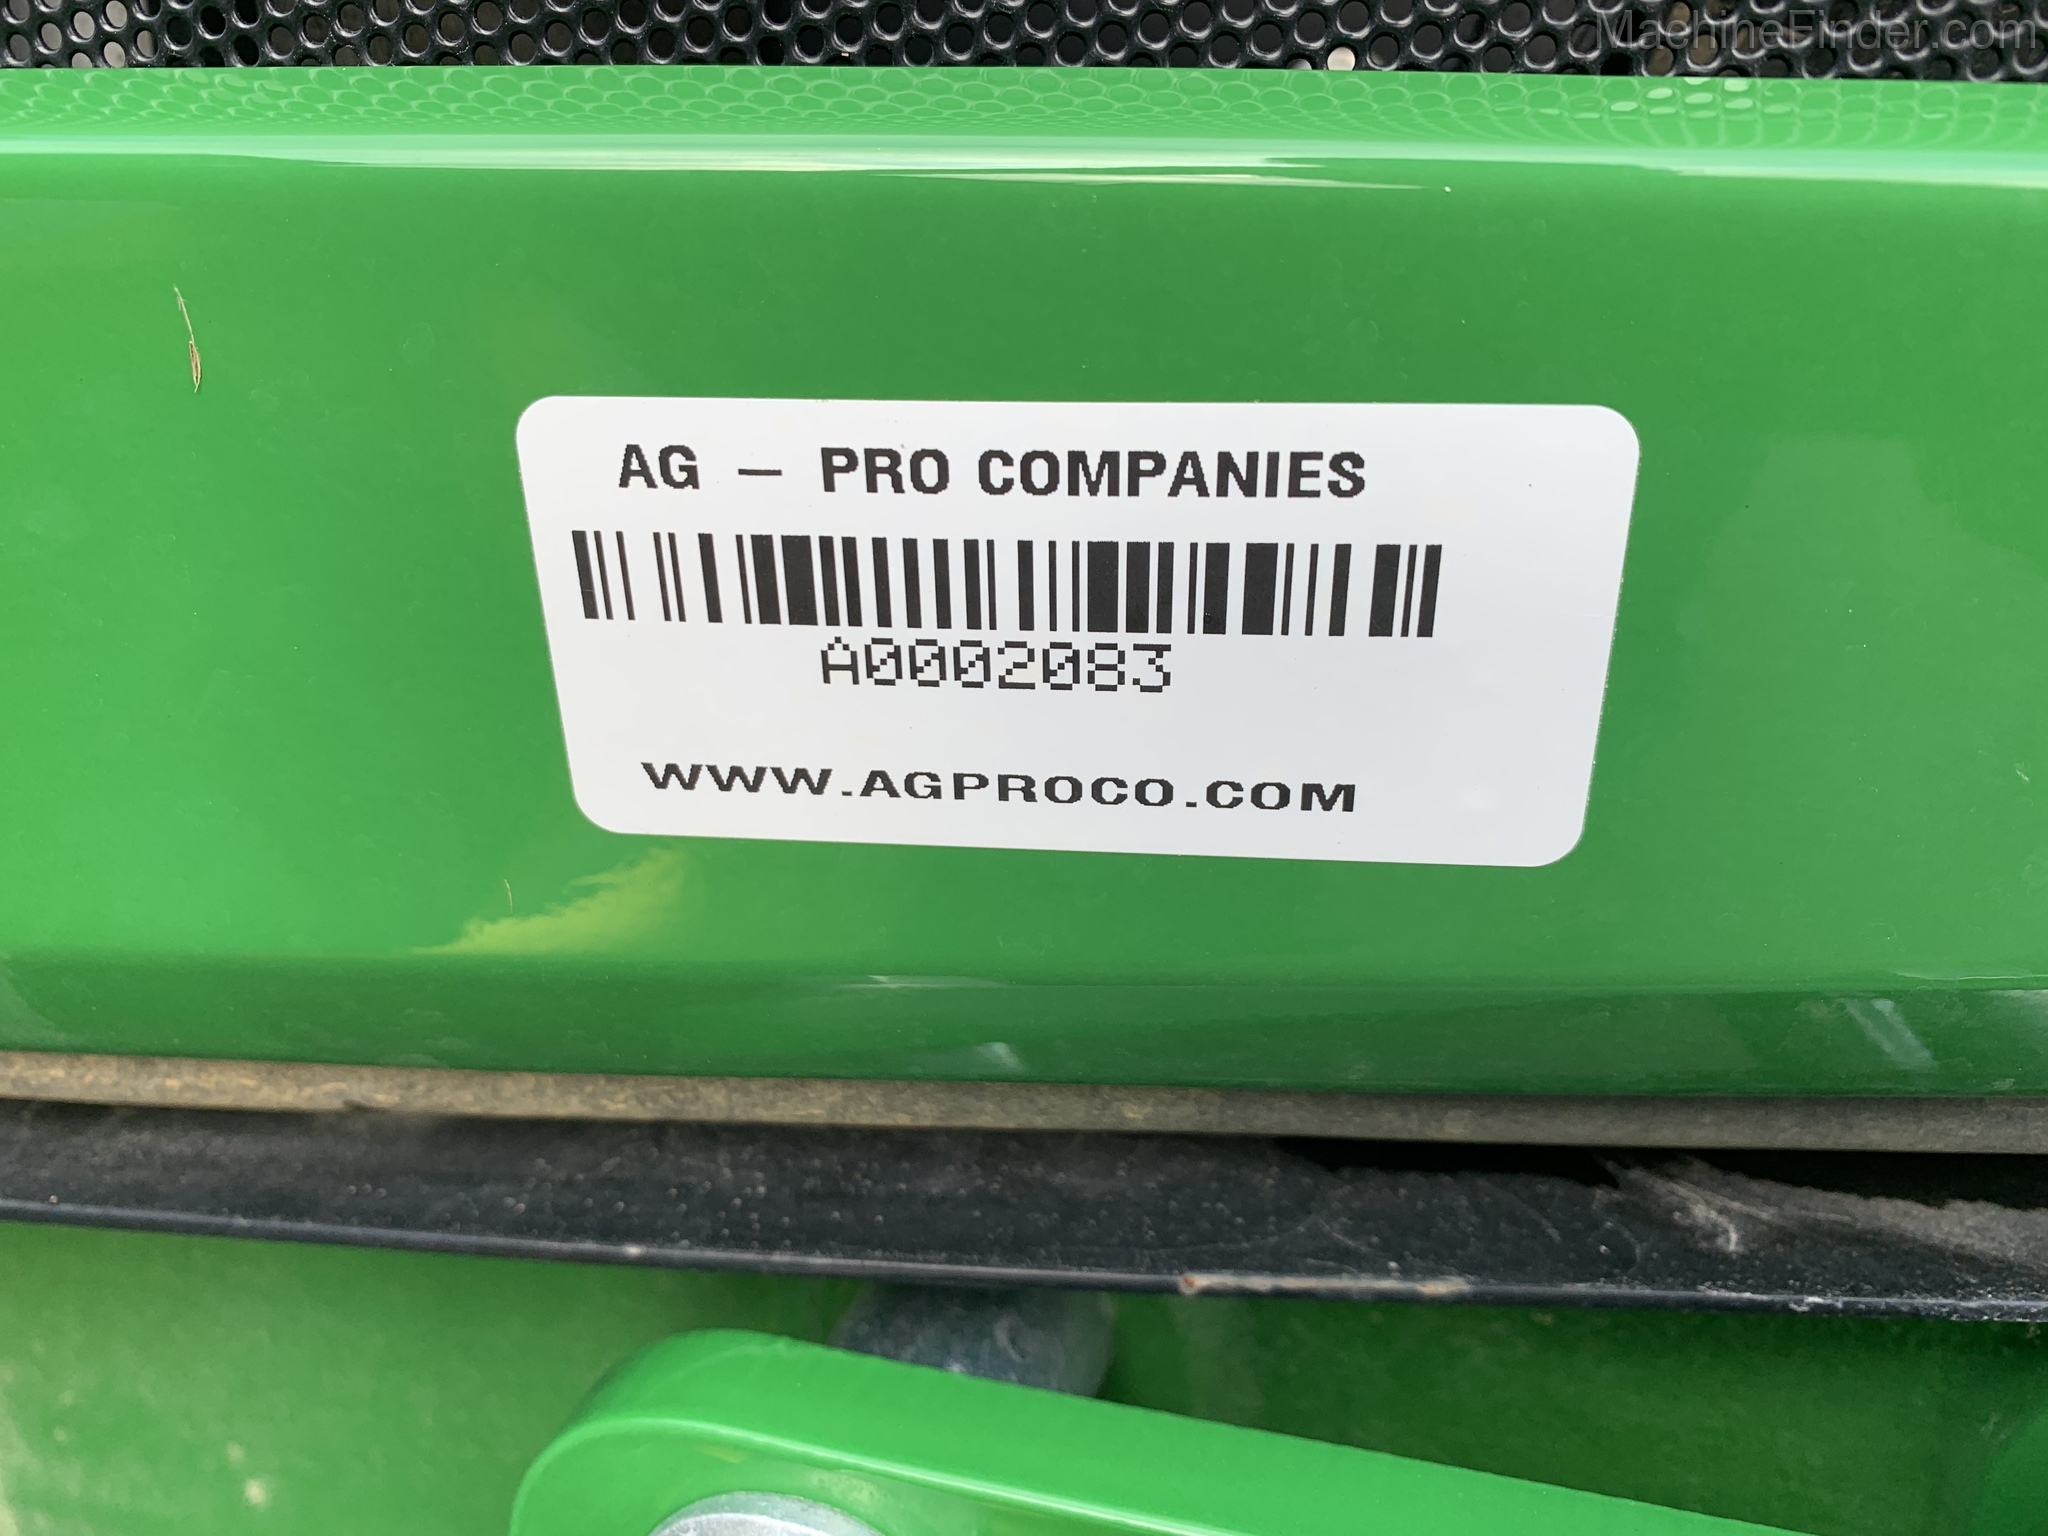 MachineFinder.com
AG - PRO COMPANIES
A0002083
WWW.AGPROCO.COM